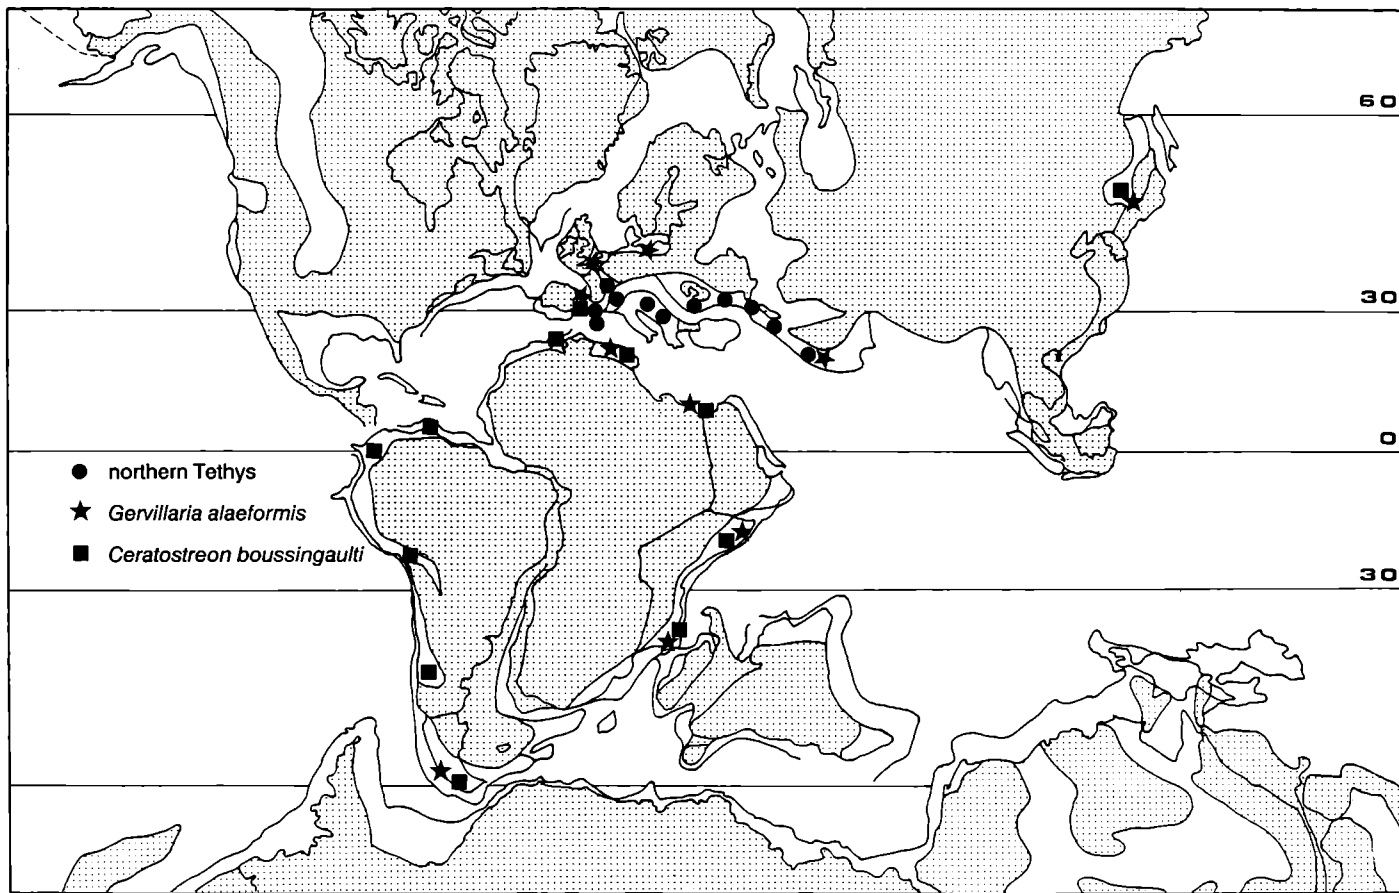 60
30
0
northern Tethys
Gervillaria alaeformis
Ceratostreon boussingaulti
30